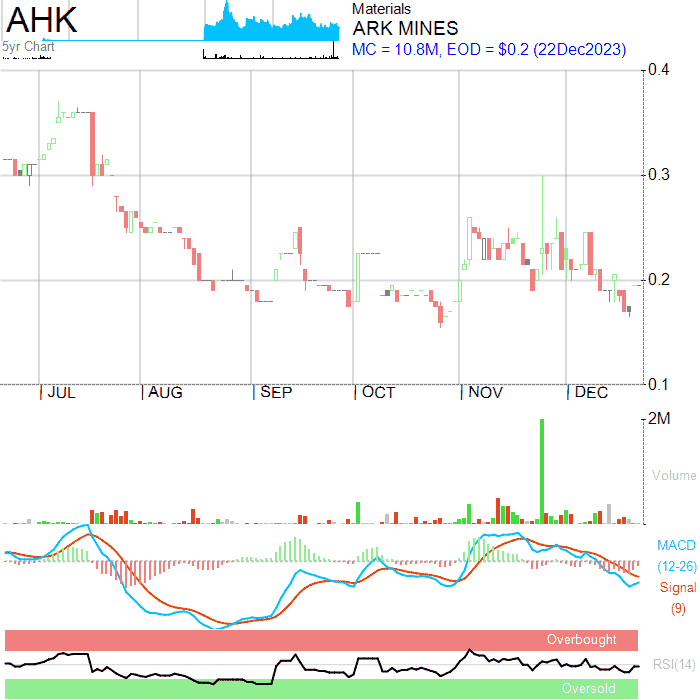 AHK
5yr Chart
Materials
ARK MINES
MC = 10.8M, EOD = $0.2 (22Dec2023)
0.4
0.3
0.2
0.1
JUL
AUG
SEP
OCT
NOV
DEC
2M
Volume
MACD
(12-26)
Signal
(9)
Overbought
RSI(14)
Oversold